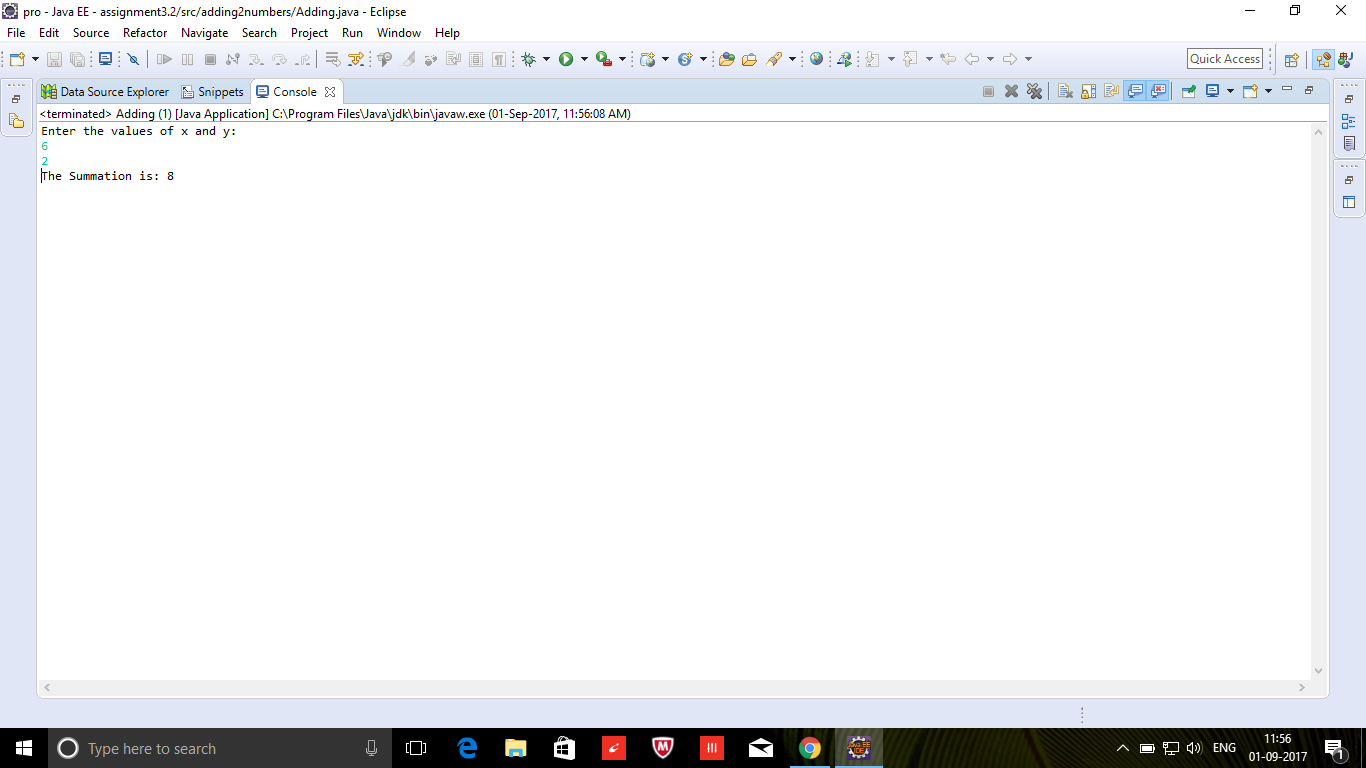 pro - Java EE - assignment3.2/src/adding2numbers/Adding.java - Eclipse
File Edit Source Refactor Navigate Search Project Run Window Help
Quick Access
Data Source Explorer Snippets Console
<terminated> Adding (1) [Java Application] C:\Program Files\Java\jdk\bin\javaw.exe (01-Sep-2017, 11:56:08 AM)
Enter the values of x and y:
6
2
The Summation is: 8
Type here to search
ENG
11:56
01-09-2017
1